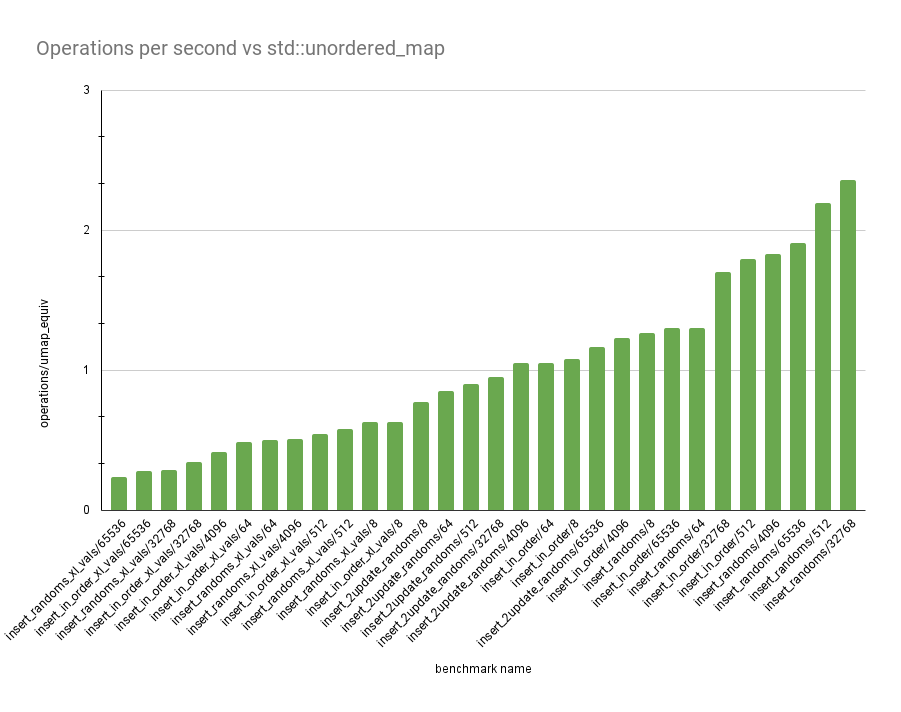 Operations per second vs std::unordered_map
3
2
1
0
operations/umap_equiv
insert_randoms_xl_vals/65536
insert_in_order_xl_vals/65536
insert_randoms_xl_vals/32768
insert_in_order_xl_vals/32768
insert_in_order_xl_vals/4096
insert_in_order_xl_vals/64
insert_randoms_xl_vals/64
insert_randoms_xl_vals/4096
insert_in_order_xl_vals/512
insert_randoms_xl_vals/512
insert_randoms_xl_vals/8
insert_in_order_xl_vals/8
insert_2update_randoms/8
insert_2update_randoms/64
insert_2update_randoms/512
insert_2update_randoms/32768
insert_2update_randoms/4096
insert_in_order/64
insert_in_order/8
insert_2update_randoms/65536
insert_in_order/4096
insert_randoms/8
insert_in_order/65536
insert_randoms/64
insert_in_order/32768
insert_in_order/512
insert_randoms/4096
insert_randoms/65536
insert_randoms/512
insert_randoms/32768
benchmark name